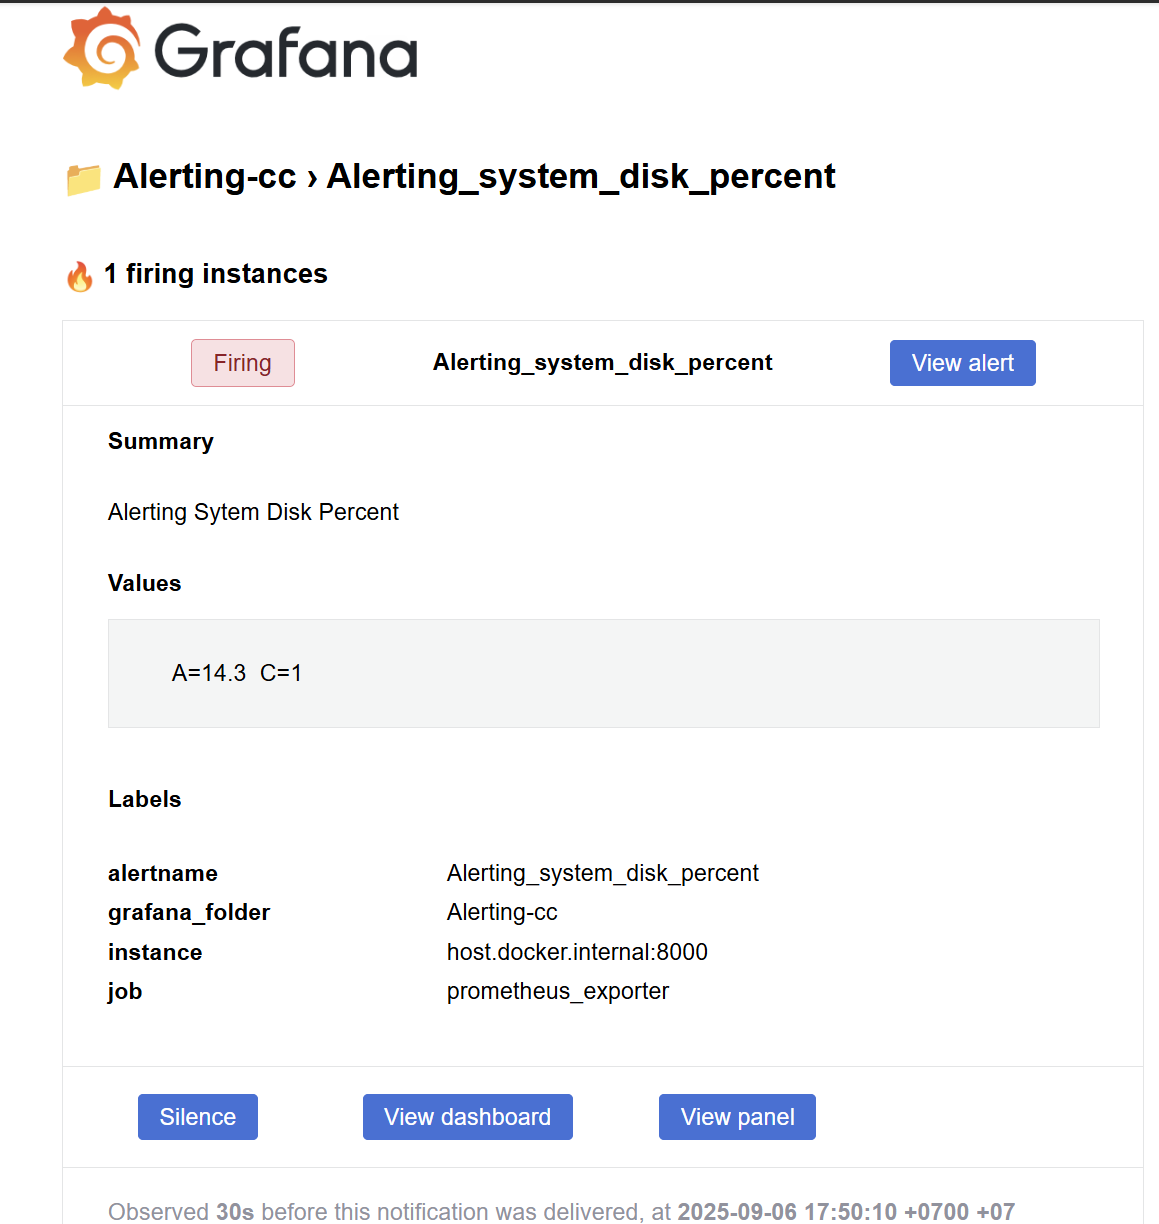 Grafana
📁 Alerting-cc › Alerting_system_disk_percent
🔥 1 firing instances
Firing Alerting_system_disk_percent View alert
Summary
Alerting Sytem Disk Percent
Values
A=14.3 C=1
Labels
alertname Alerting_system_disk_percent
grafana_folder Alerting-cc
instance host.docker.internal:8000
job prometheus_exporter
Silence View dashboard View panel
Observed 30s before this notification was delivered, at 2025-09-06 17:50:10 +0700 +07